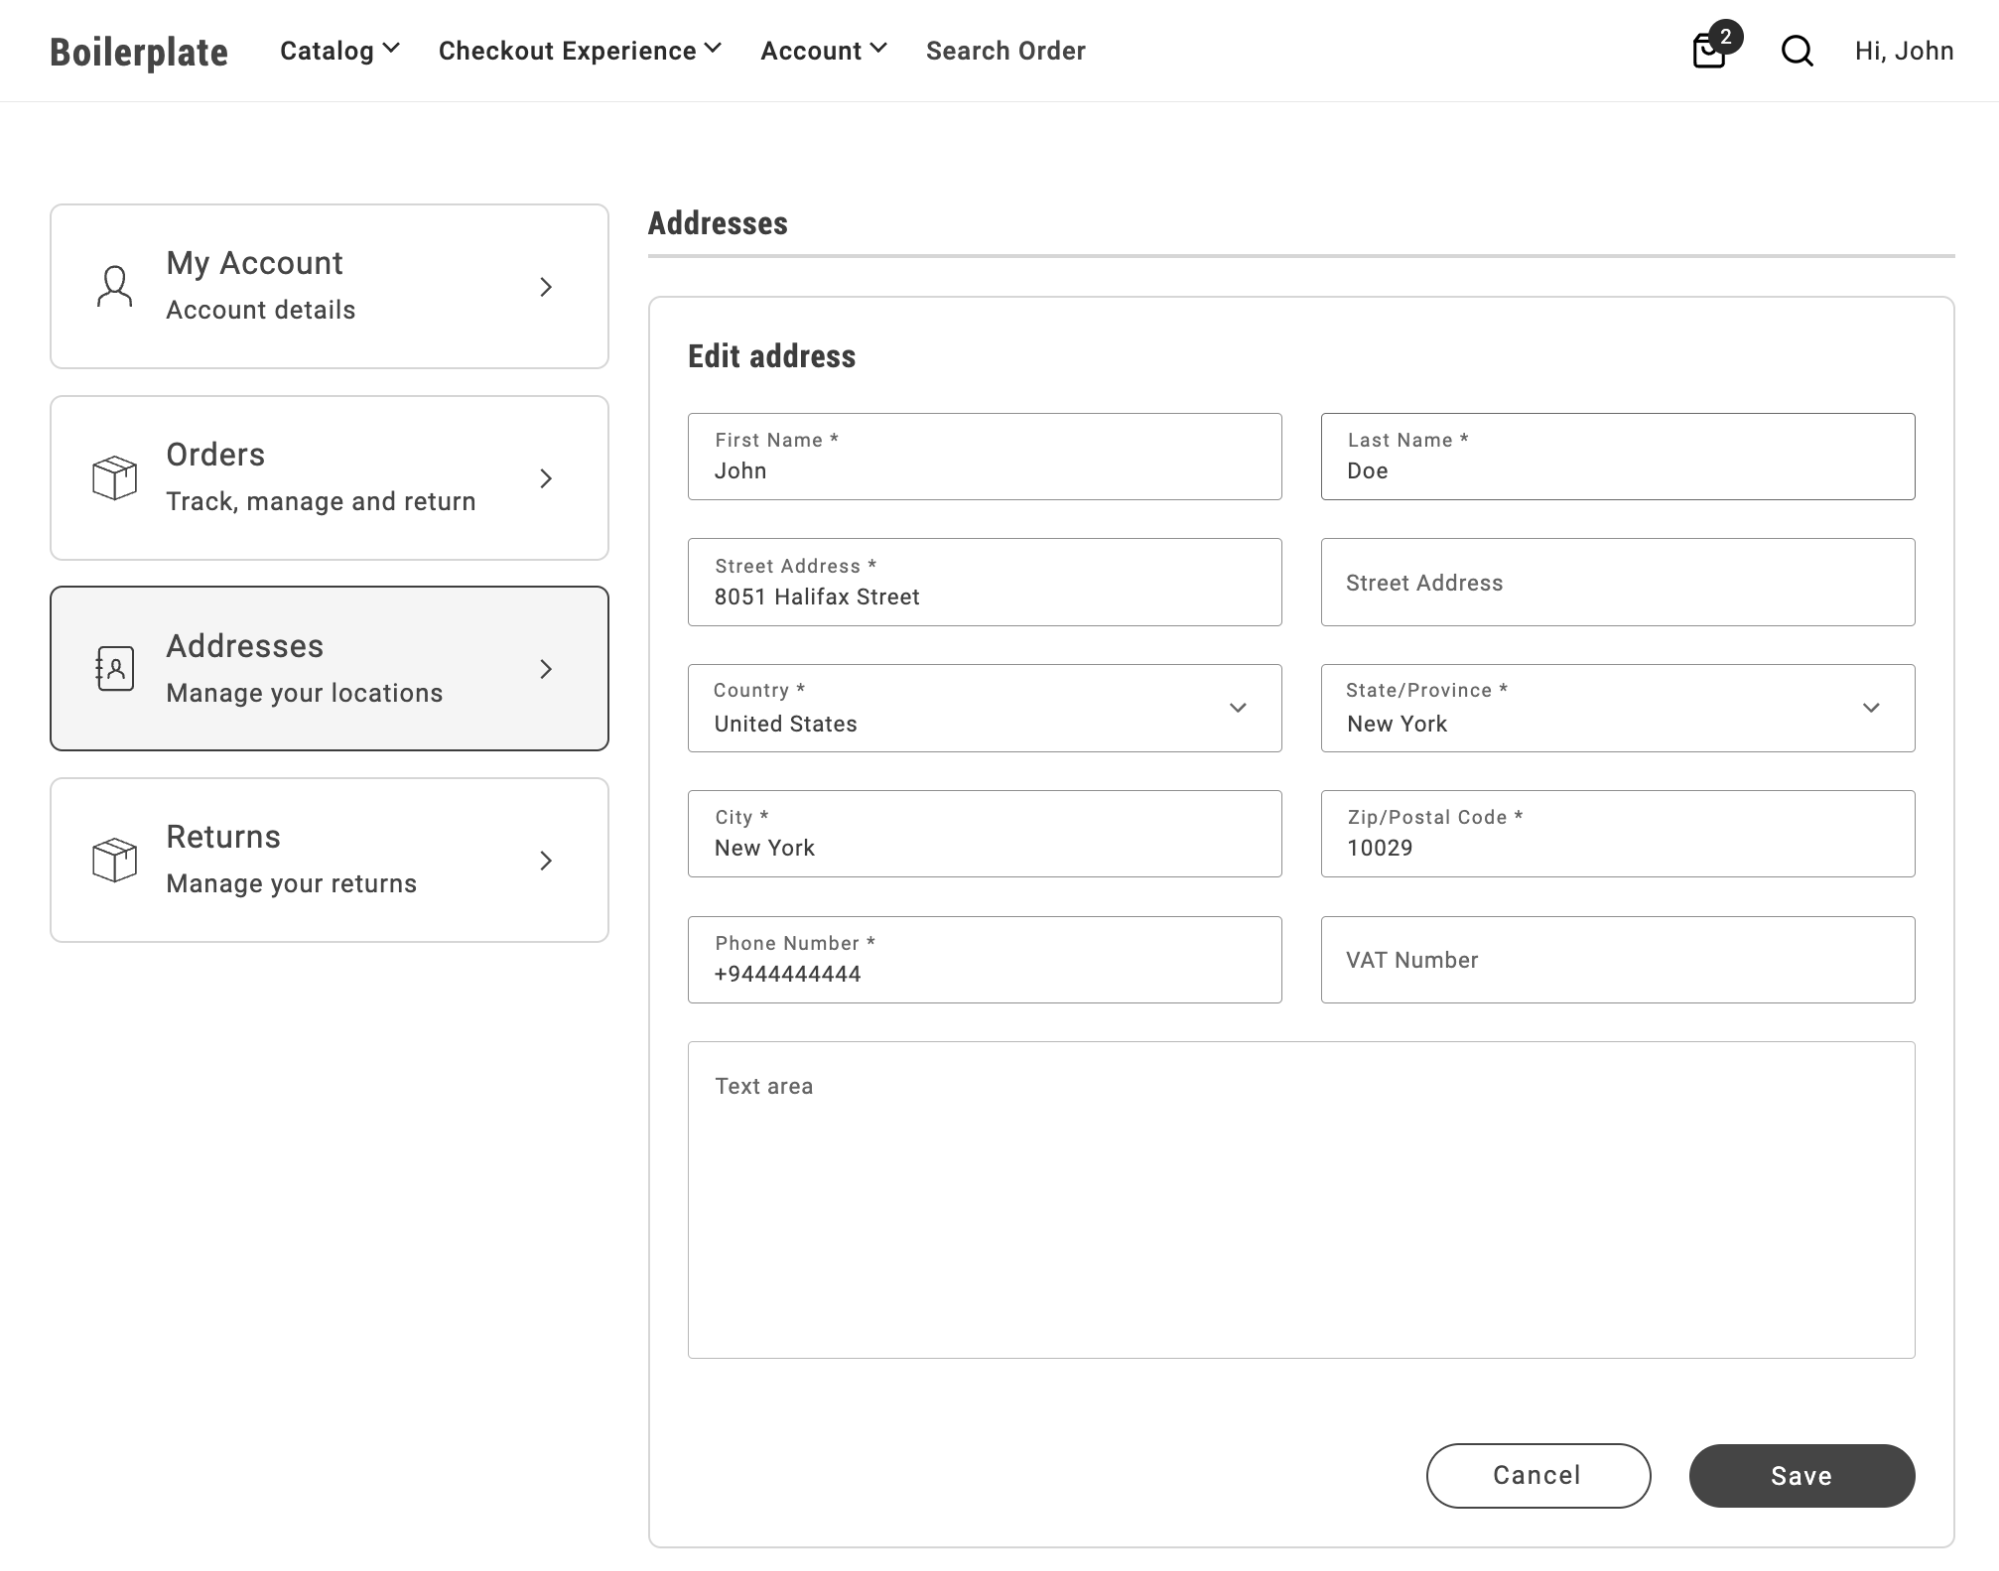 Boilerplate Catalog Checkout Experience Account Search Order 2 Hi, John
My Account
Account details
Orders
Track, manage and return
Addresses
Manage your locations
Returns
Manage your returns
Addresses
Edit address
First Name *
John
Last Name *
Doe
Street Address *
8051 Halifax Street
Street Address
Country *
United States
State/Province *
New York
City *
New York
Zip/Postal Code *
10029
Phone Number *
+9444444444
VAT Number
Text area
Cancel
Save